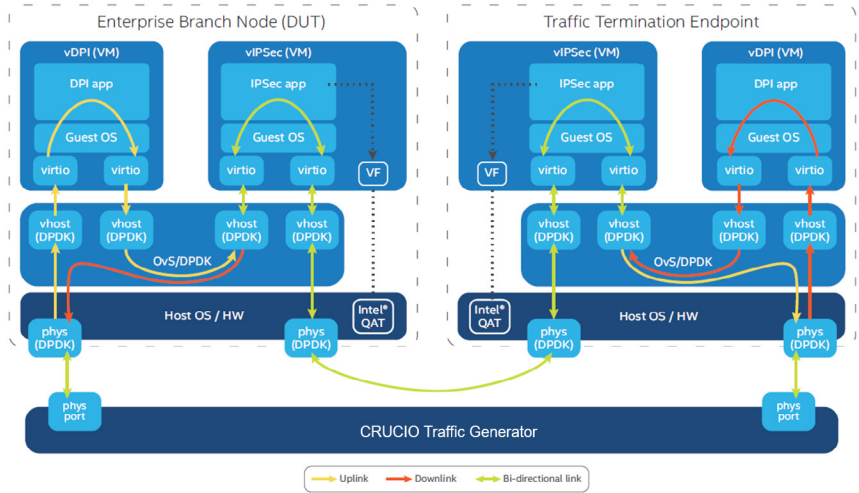 Enterprise Branch Node (DUT)
Traffic Termination Endpoint
vDPI (VM)
vIPSec (VM)
vIPSec (VM)
vDPI (VM)
DPI app
IPSec app
IPSec app
DPI app
Guest OS
Guest OS
Guest OS
Guest OS
virtio
virtio
virtio
virtio
VF
VF
virtio
virtio
virtio
virtio
vhost
(DPDK)
vhost
(DPDK)
vhost
(DPDK)
vhost
(DPDK)
vhost
(DPDK)
vhost
(DPDK)
vhost
(DPDK)
vhost
(DPDK)
OvS/DPDK
OvS/DPDK
Host OS / HW
Intel®
QAT
Intel®
QAT
Host OS / HW
phys
(DPDK)
phys
(DPDK)
phys
(DPDK)
phys
(DPDK)
phys
port
phys
port
CRUCIO Traffic Generator
Uplink
Downlink
Bi-directional link